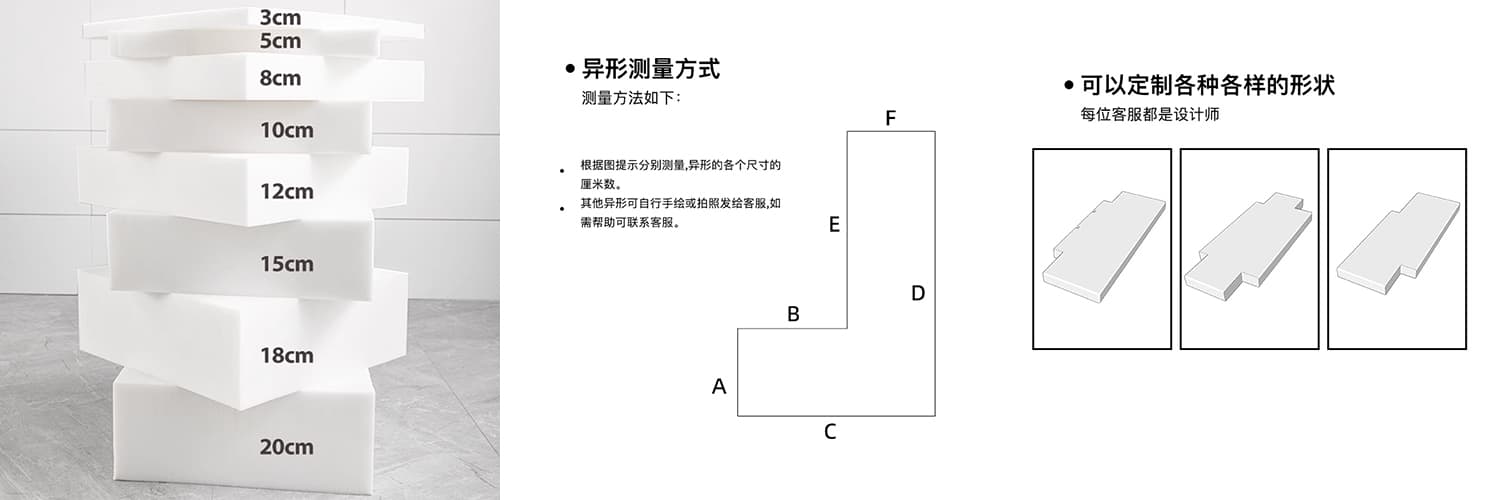 3cm
5cm
8cm
10cm
12cm
15cm
18cm
20cm
异形测量方式
测量方法如下：
根据图提示分别测量,异形的各个尺寸的
厘米数。
其他异形可自行手绘或拍照发给客服,如
需帮助可联系客服。
F
E
D
B
A
C
可以定制各种各样的形状
每位客服都是设计师